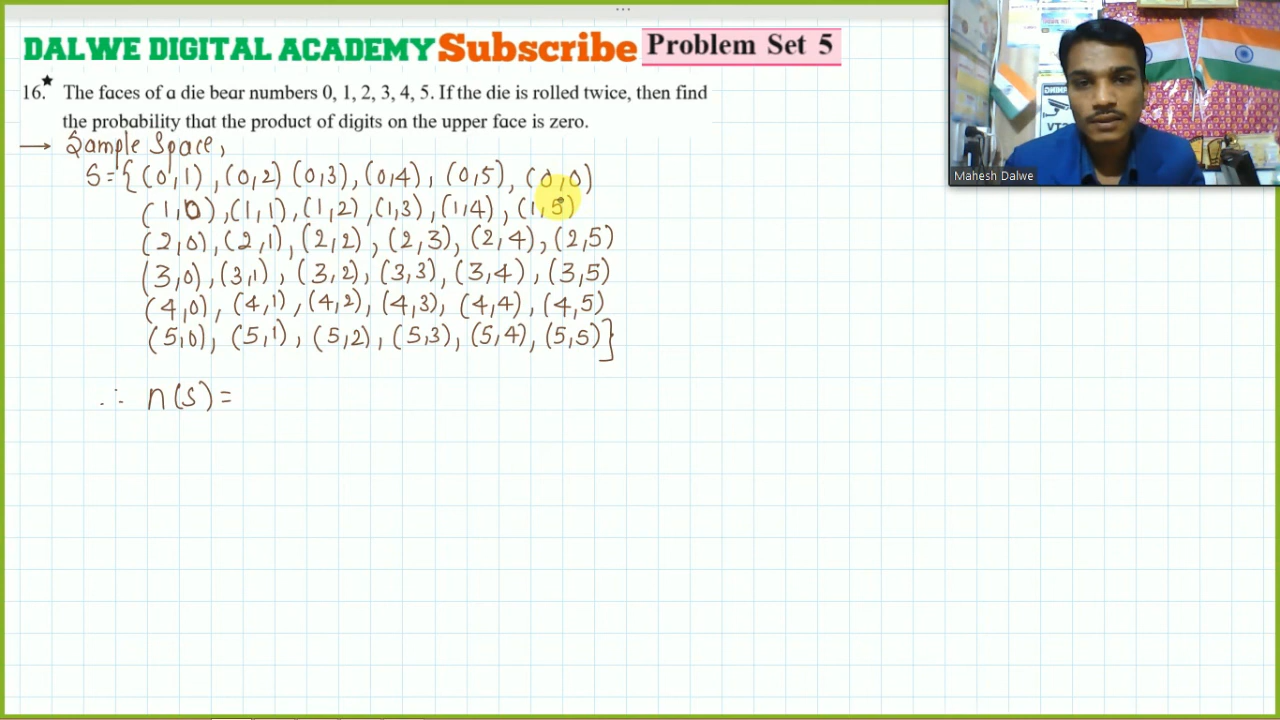 DALWE DIGITAL ACADEMY Subscribe Problem Set 5
16.★ The faces of a die bear numbers 0, 1, 2, 3, 4, 5. If the die is rolled twice, then find
the probability that the product of digits on the upper face is zero.
→ Sample Space,
S={(0,1), (0,2) (0,3), (0,4), (0,5), (0,0)
(1,0), (1,1), (1,2), (1,3), (1,4), (1,5)
(2,0), (2,1), (2,2), (2,3), (2,4), (2,5)
(3,0), (3,1), (3,2), (3,3), (3,4), (3,5)
(4,0), (4,1), (4,2), (4,3), (4,4), (4,5)
(5,0), (5,1), (5,2), (5,3), (5,4), (5,5)}
∴ n(S)=
Mahesh Dalwe